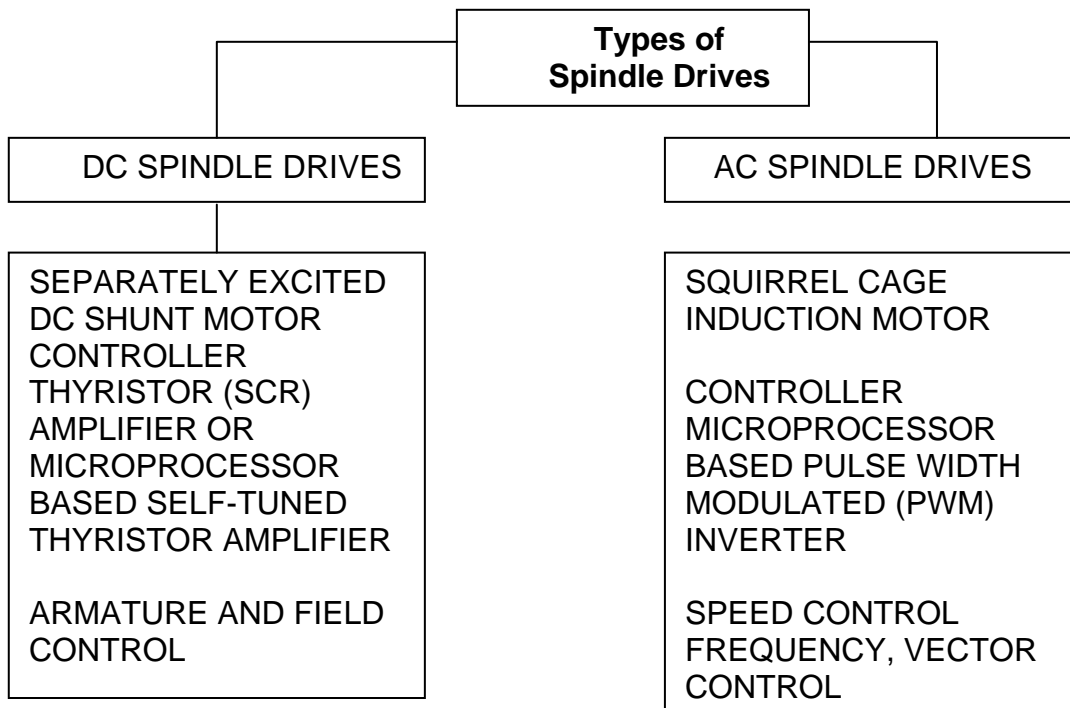 Types of
Spindle Drives
DC SPINDLE DRIVES
AC SPINDLE DRIVES
SEPARATELY EXCITED
DC SHUNT MOTOR
CONTROLLER
THYRISTOR (SCR)
AMPLIFIER OR
MICROPROCESSOR
BASED SELF-TUNED
THYRISTOR AMPLIFIER
ARMATURE AND FIELD
CONTROL
SQUIRREL CAGE
INDUCTION MOTOR
CONTROLLER
MICROPROCESSOR
BASED PULSE WIDTH
MODULATED (PWM)
INVERTER
SPEED CONTROL
FREQUENCY, VECTOR
CONTROL